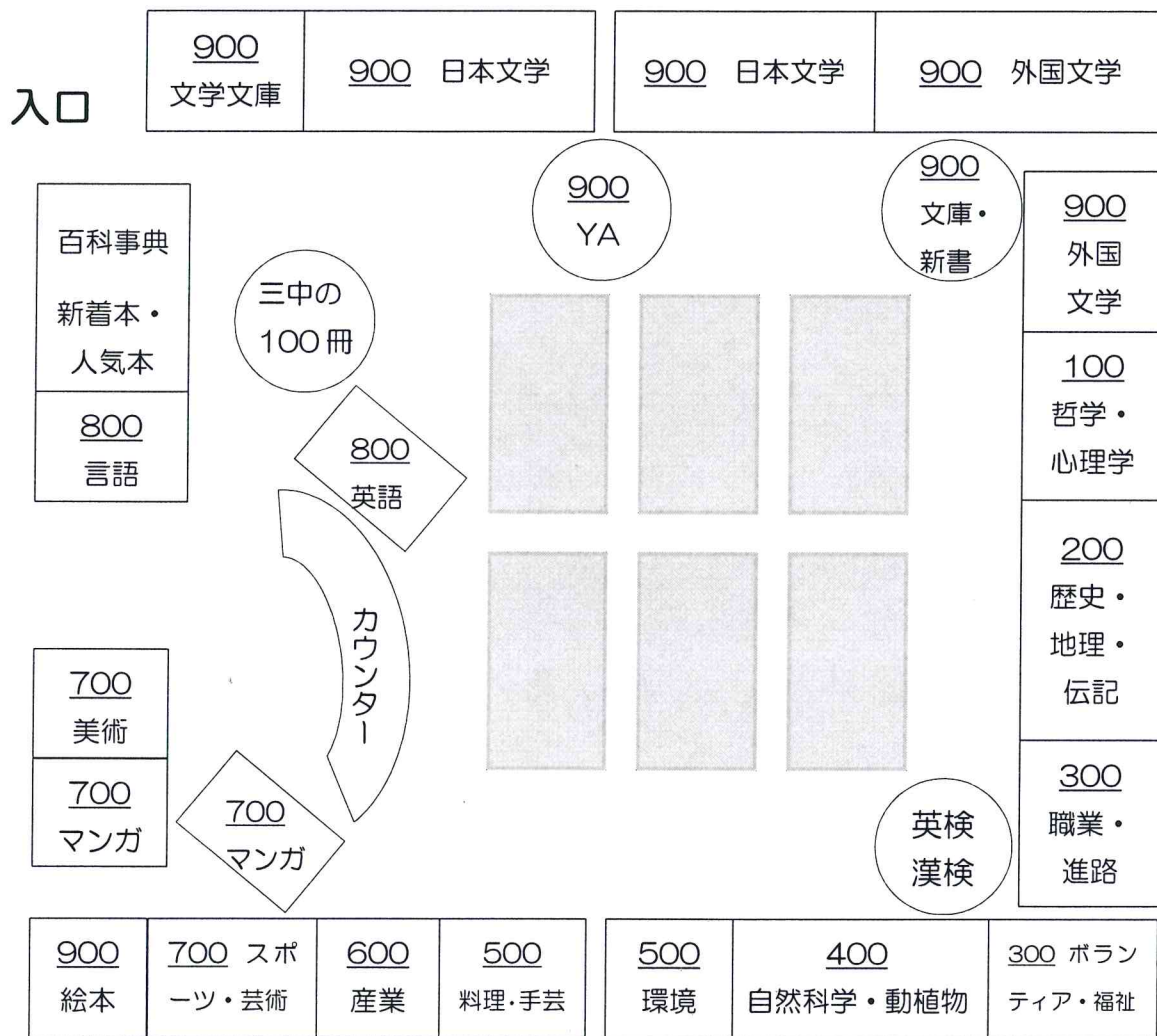 入口
900
文学文庫
900 日本文学
900 日本文学
900 外国文学
900
YA
900
文庫・
新書
百科事典
新着本・
人気本
800
言語
三中の
100冊
800
英語
カウンター
900
外国
文学
100
哲学・
心理学
200
歴史・
地理・
伝記
300
職業・
進路
700
美術
700
マンガ
700
マンガ
英検
漢検
900
絵本
700 スポ
ーツ・芸術
600
産業
500
料理・手芸
500
環境
400
自然科学・動植物
300 ボラン
ティア・福祉